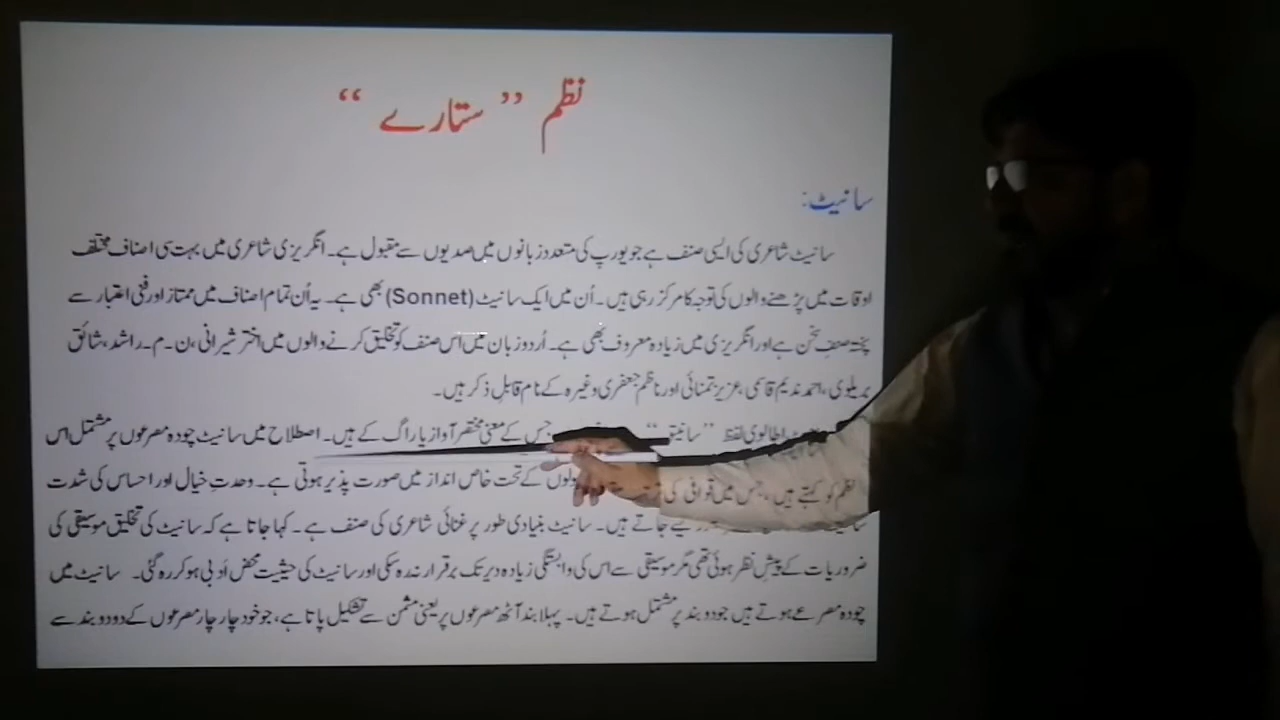 نظم ’’ ستارے ‘‘
سانیٹ:
سانیٹ شاعری کی ایسی صنف ہے جو یورپ کی متعدد زبانوں میں صدیوں سے مقبول ہے۔ انگریزی شاعری میں بہت سی اصناف مختلف
اوقات میں پڑھنے والوں کی توجہ کا مرکز رہی ہیں۔ اُن میں ایک سانیٹ (Sonnet) بھی ہے۔ یہ اُن تمام اصناف میں ممتاز اور فنی اعتبار سے
پختہ صنفِ سخن ہے اور انگریزی میں زیادہ معروف بھی ہے۔ اُردو زبان میں اس صنف کو تخلیق کرنے والوں میں اختر شیرانی، ن ۔ م ۔ راشد، شائق
بریلوی، احمد ندیم قاسمی، عزیز تمنائی اور ناظم جعفری وغیرہ کے نام قابلِ ذکر ہیں۔
اطالوی لفظ ’’سانیتو‘‘ جس کے معنی مختصر آواز یا راگ کے ہیں۔ اصطلاح میں سانیٹ چودہ مصرعوں پر مشتمل اس
نظم کو کہتے ہیں، جس میں قوافی کی کے تحت خاص انداز میں صورت پذیر ہوتی ہے۔ وحدتِ خیال اور احساس کی شدت
جاتے ہیں۔ سانیٹ بنیادی طور پر غنائی شاعری کی صنف ہے۔ کہا جاتا ہے کہ سانیٹ کی تخلیق موسیقی کی
ضروریات کے پیشِ نظر ہوئی تھی مگر موسیقی سے اس کی وابستگی زیادہ دیر تک برقرار نہ رہ سکی اور سانیٹ کی حیثیت محض اَدبی ہو کر رہ گئی۔ سانیٹ میں
چودہ مصرعے ہوتے ہیں جو دو بند پر مشتمل ہوتے ہیں۔ پہلا بند آٹھ مصرعوں پر یعنی مثمن سے تشکیل پاتا ہے، جو خود چار چار مصرعوں کے دو دو بند سے